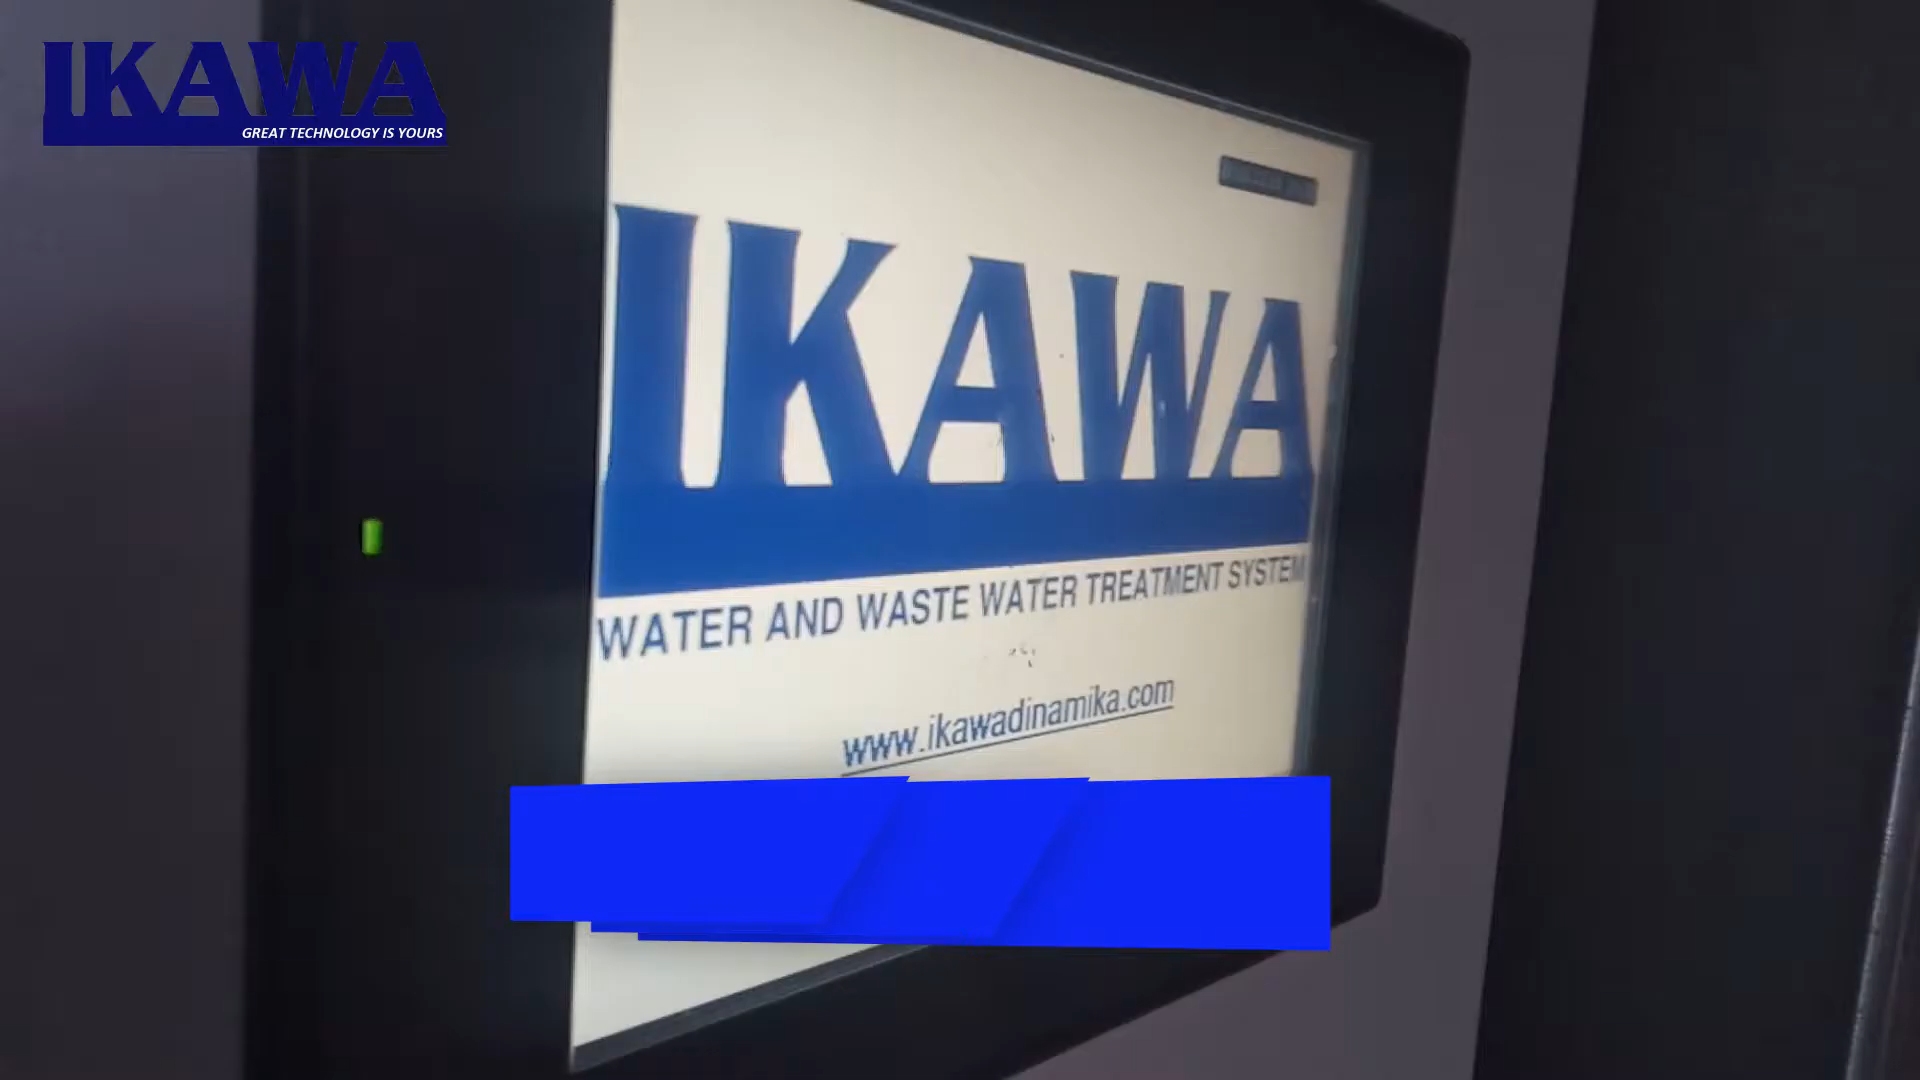 IKAWA
GREAT TECHNOLOGY IS YOURS
IKAWA
WATER AND WASTE WATER TREATMENT SYSTEM
www.ikawadinamika.com